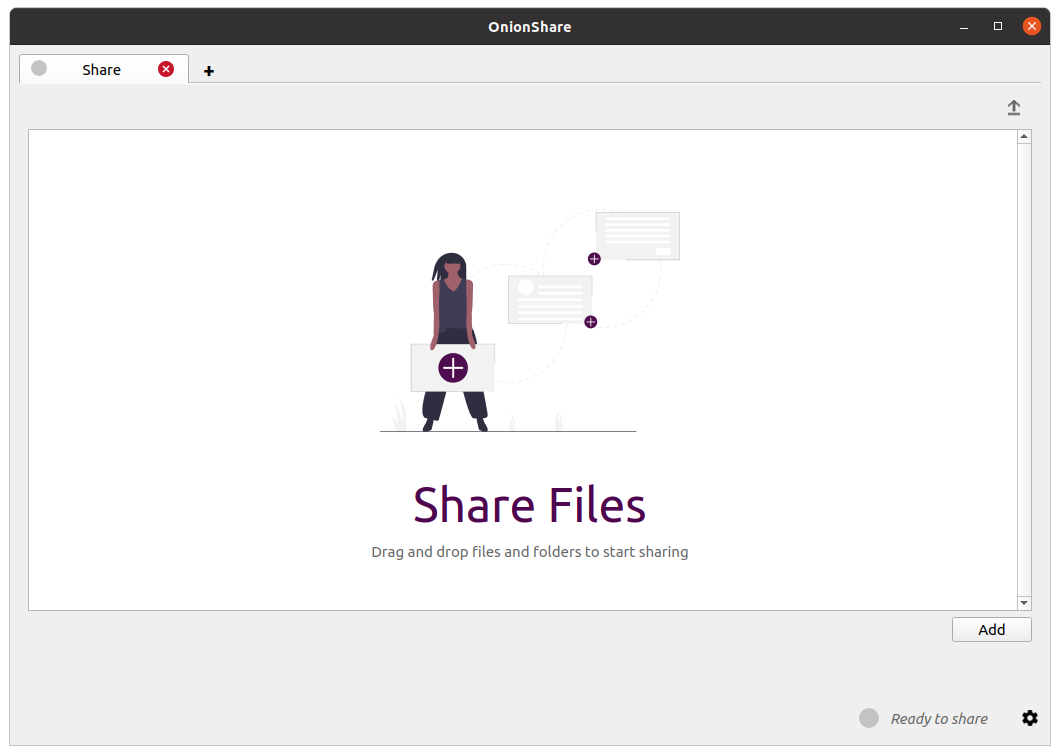 OnionShare
Share
Share Files
Drag and drop files and folders to start sharing
Add
Ready to share